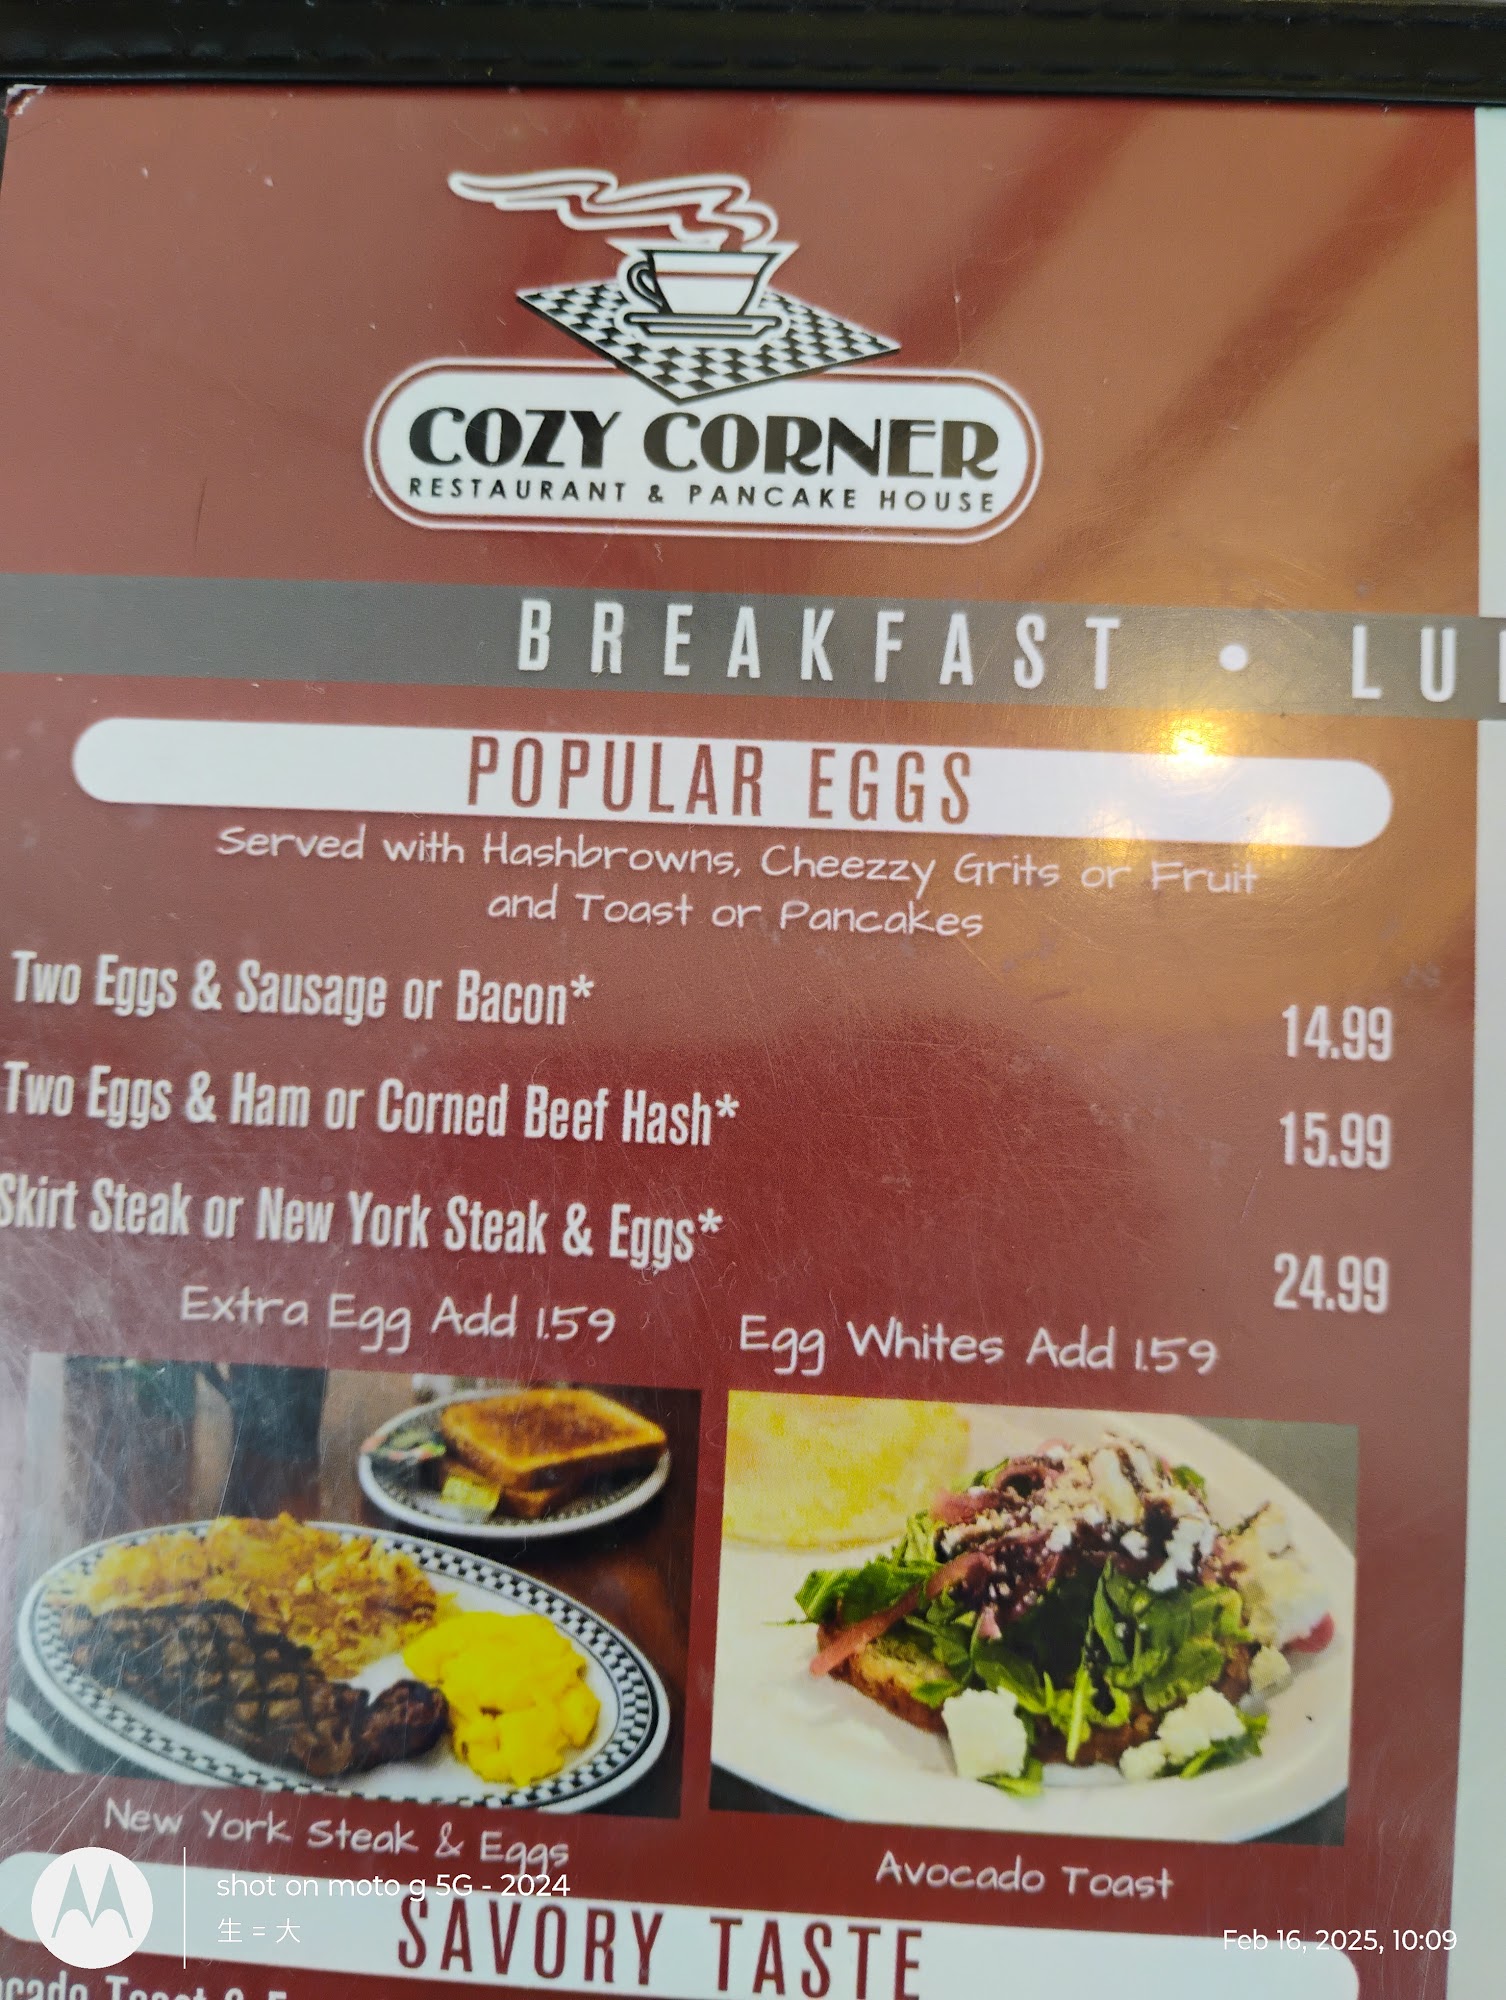 COZY CORNER
RESTAURANT & PANCAKE HOUSE
BREAKFAST • LU
POPULAR EGGS
Served with Hashbrowns, Cheezzy Grits or Fruit
and Toast or Pancakes
Two Eggs & Sausage or Bacon* 14.99
Two Eggs & Ham or Corned Beef Hash* 15.99
Skirt Steak or New York Steak & Eggs* 24.99
Extra Egg Add 1.59 Egg Whites Add 1.59
New York Steak & Eggs
Avocado Toast
SAVORY TASTE
shot on moto g 5G - 2024
生 = 大
Feb 16, 2025, 10:09